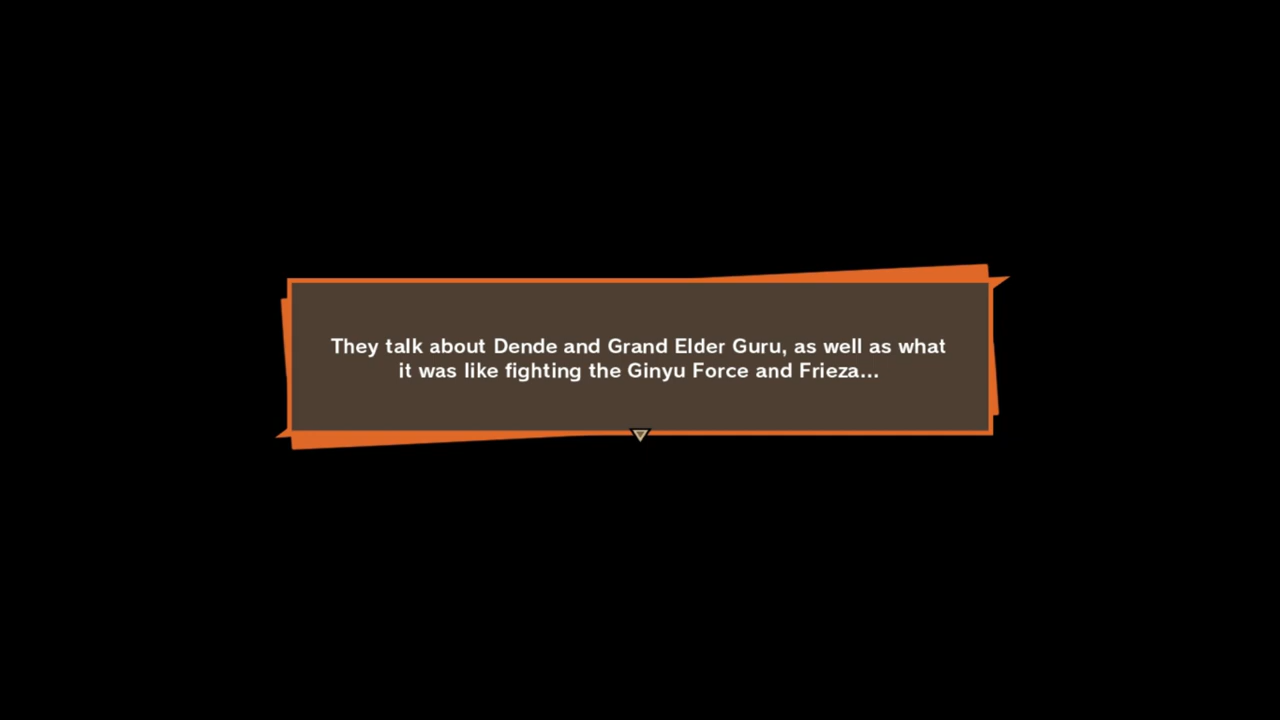 They talk about Dende and Grand Elder Guru, as well as what
it was like fighting the Ginyu Force and Frieza...